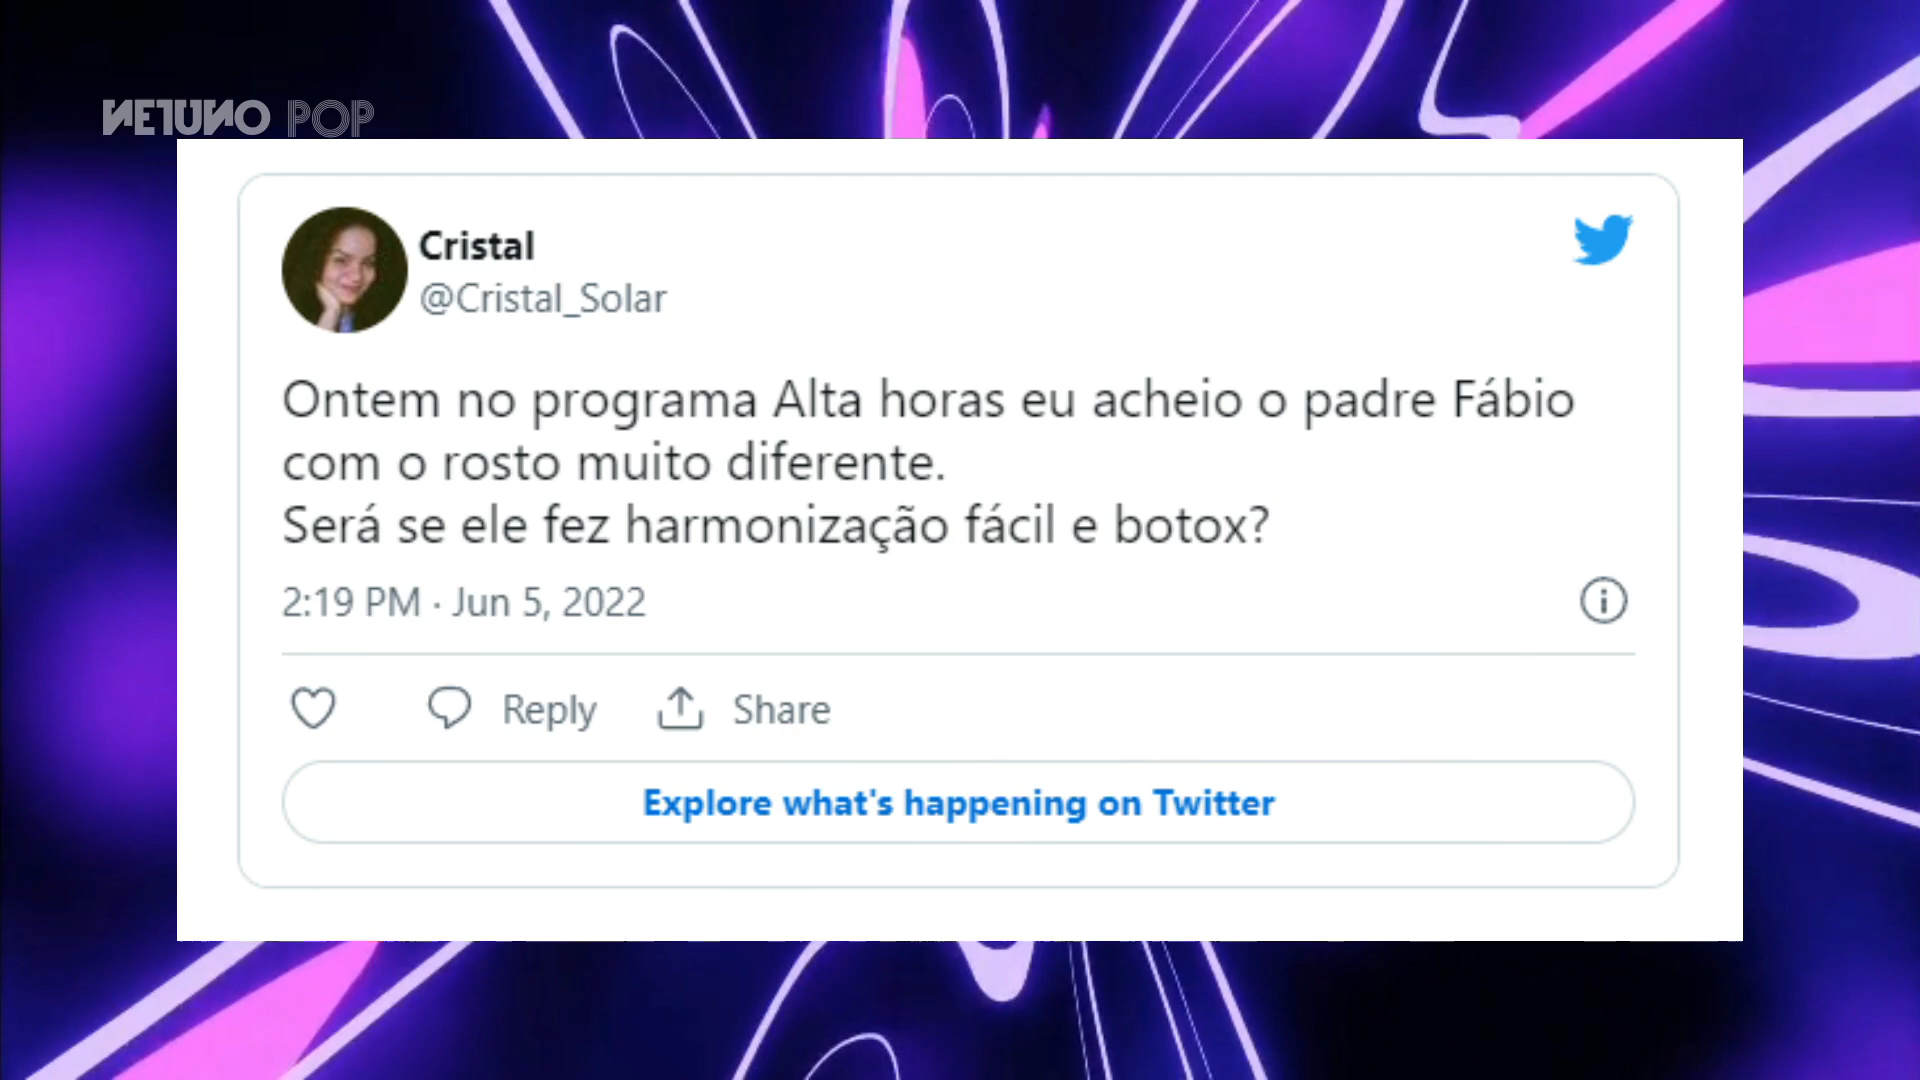 NETUNO POP
Cristal
@Cristal_Solar
Ontem no programa Alta horas eu acheio o padre Fábio
com o rosto muito diferente.
Será se ele fez harmonização fácil e botox?
2:19 PM · Jun 5, 2022
Reply Share
Explore what's happening on Twitter